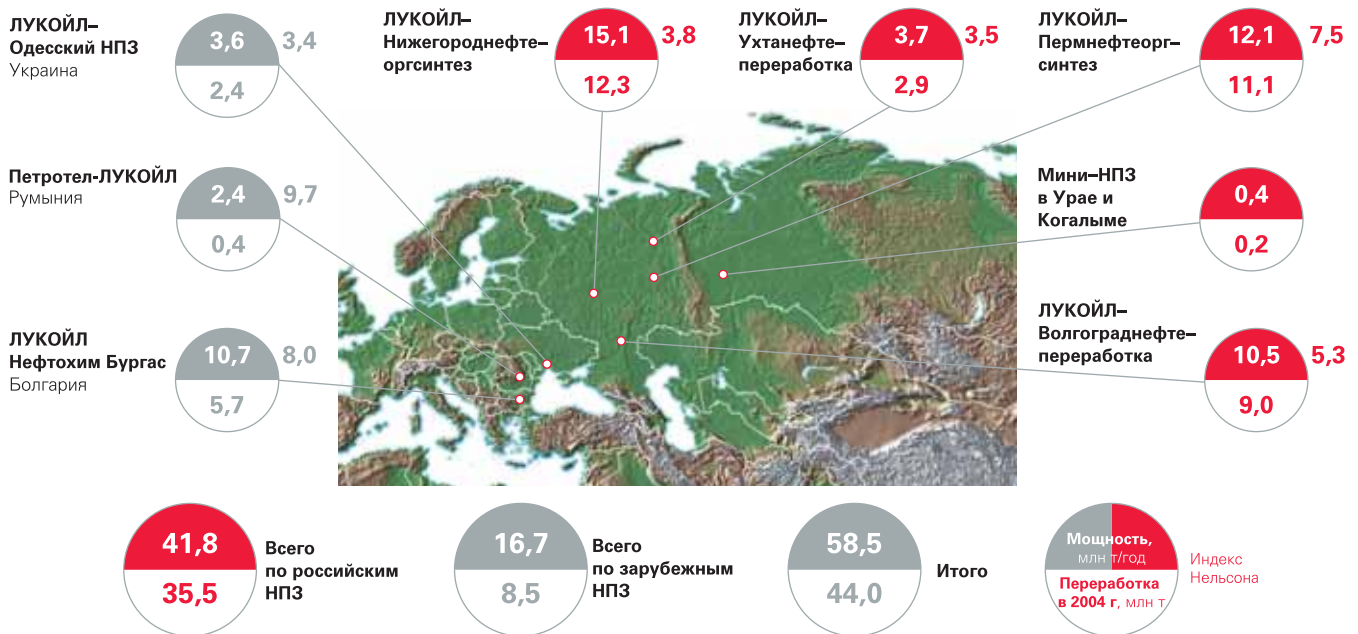 ЛУКОЙЛ–
Одесский НПЗ
Украина
3,6
3,4
2,4
ЛУКОЙЛ–
Нижегороднефте–
оргсинтез
15,1
3,8
12,3
ЛУКОЙЛ–
Ухтанефте–
переработка
3,7
3,5
2,9
ЛУКОЙЛ–
Пермнефтеорг–
синтез
12,1
7,5
11,1
Петротел-ЛУКОЙЛ
Румыния
2,4
9,7
0,4
Мини–НПЗ
в Урае и
Когалыме
0,4
0,2
ЛУКОЙЛ
Нефтохим Бургас
Болгария
10,7
8,0
5,7
ЛУКОЙЛ–
Волгограднефте–
переработка
10,5
5,3
9,0
41,8
35,5
Всего
по российским
НПЗ
16,7
8,5
Всего
по зарубежным
НПЗ
58,5
44,0
Итого
Мощность,
млн т/год
Переработка
в 2004 г, млн т
Индекс
Нельсона